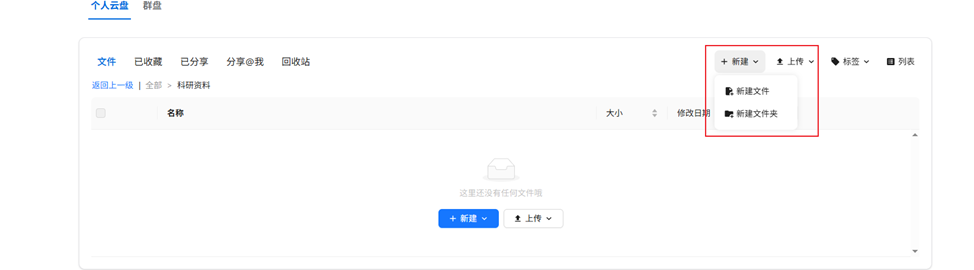 个人云盘 群盘
文件 已收藏 已分享 分享@我 回收站 + 新建 上传 标签 列表
返回上一级 | 全部 > 科研资料
新建文件
名称 大小 修改日期 新建文件夹
这里还没有任何文件哦
+ 新建 上传